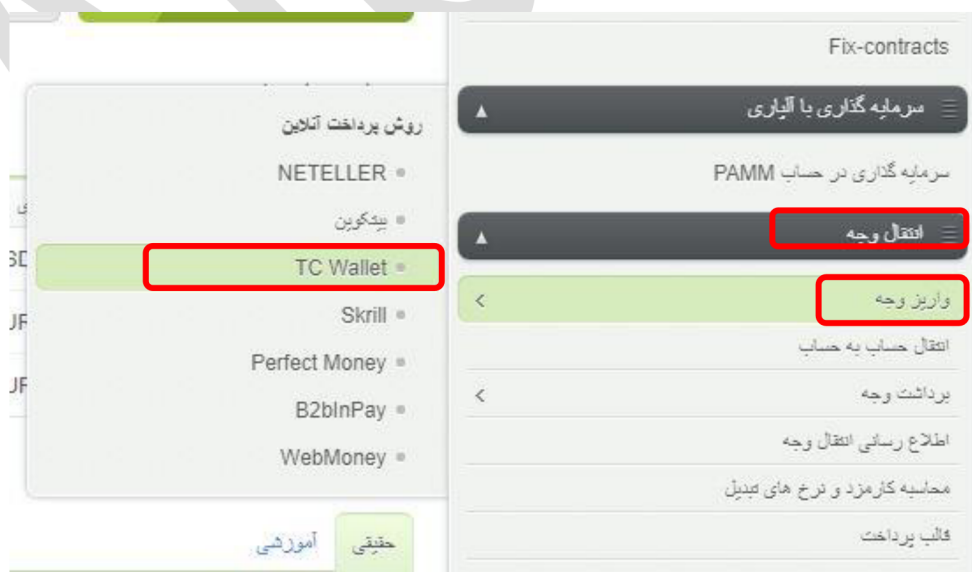 Fix-contracts
سرمایه گذاری با آلپاری
سرمایه گذاری در حساب PAMM
انتقال وجه
واریز وجه
انتقال حساب به حساب
برداشت وجه
اطلاع رسانی انتقال وجه
محاسبه کارمزد و نرخ های تبدیل
قالب پرداخت
روش پرداخت آنلاین
NETELLER
بیتکوین
TC Wallet
Skrill
Perfect Money
B2bInPay
WebMoney
حقیقی
آموزشی